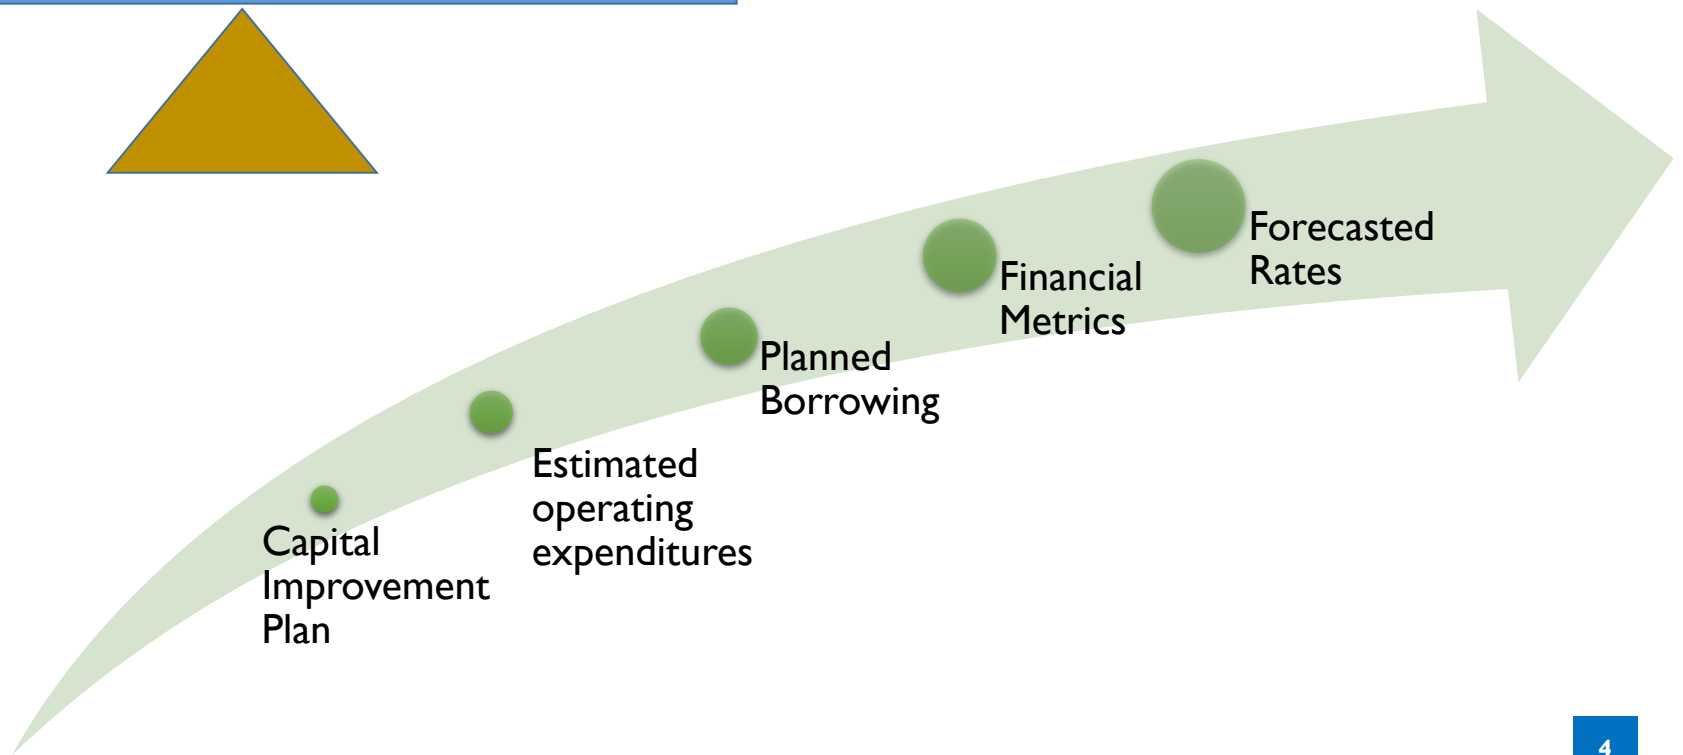 Capital
Improvement
Plan
Estimated
operating
expenditures
Planned
Borrowing
Financial
Metrics
Forecasted
Rates
4